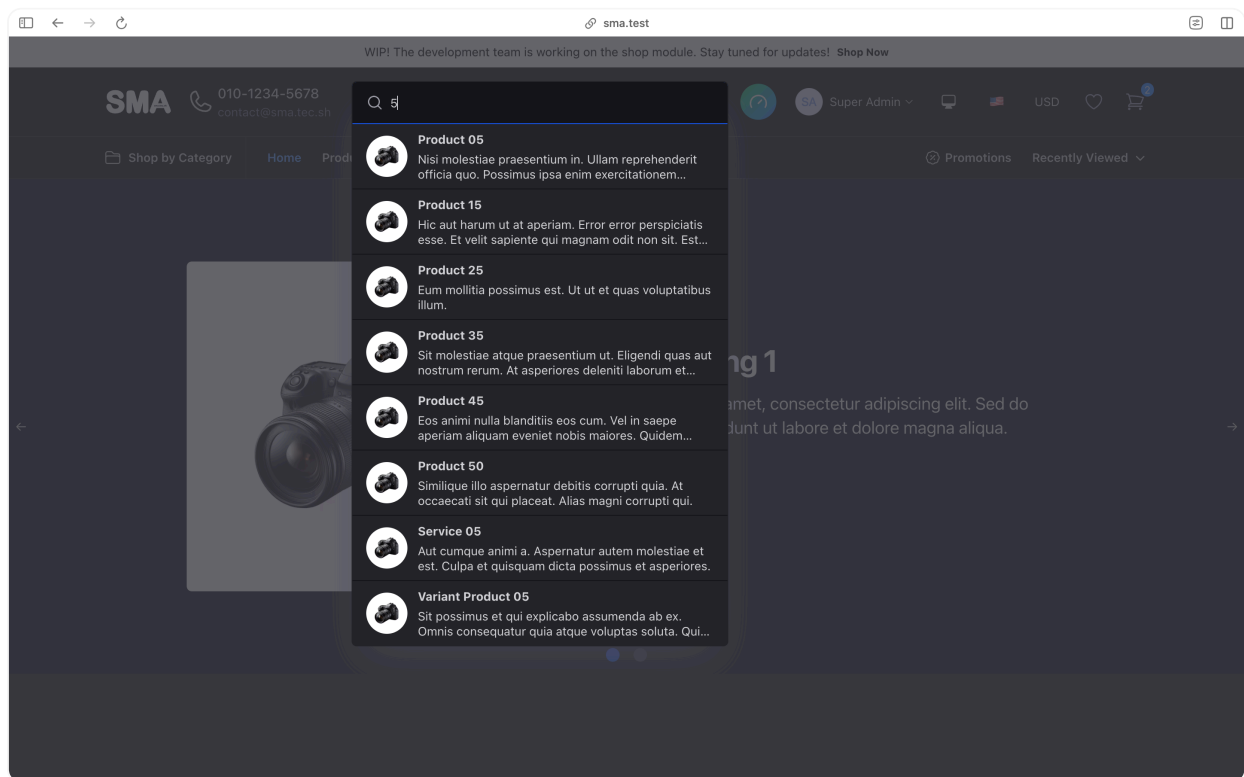 sma.test
WIP! The development team is working on the shop module. Stay tuned for updates! Shop Now
SMA
010-1234-5678
contact@sma.tec.sh
5
SA Super Admin
USD
2
Shop by Category Home Produ
Promotions Recently Viewed
Product 05
Nisi molestiae praesentium in. Ullam reprehenderit
officia quo. Possimus ipsa enim exercitationem...
Product 15
Hic aut harum ut at aperiam. Error error perspiciatis
esse. Et velit sapiente qui magnam odit non sit. Est...
Product 25
Eum mollitia possimus est. Ut ut et quas voluptatibus
illum.
Product 35
Sit molestiae atque praesentium ut. Eligendi quas aut
nostrum rerum. At asperiores deleniti laborum et...
Product 45
Eos animi nulla blanditiis eos cum. Vel in saepe
aperiam aliquam eveniet nobis maiores. Quidem...
Product 50
Similique illo aspernatur debitis corrupti quia. At
occaecati sit qui placeat. Alias magni corrupti qui.
Service 05
Aut cumque animi a. Aspernatur autem molestiae et
est. Culpa et quisquam dicta possimus et asperiores.
Variant Product 05
Sit possimus et qui explicabo assumenda ab ex.
Omnis consequatur quia atque voluptas soluta. Qui...
ng 1
amet, consectetur adipiscing elit. Sed do
dunt ut labore et dolore magna aliqua.